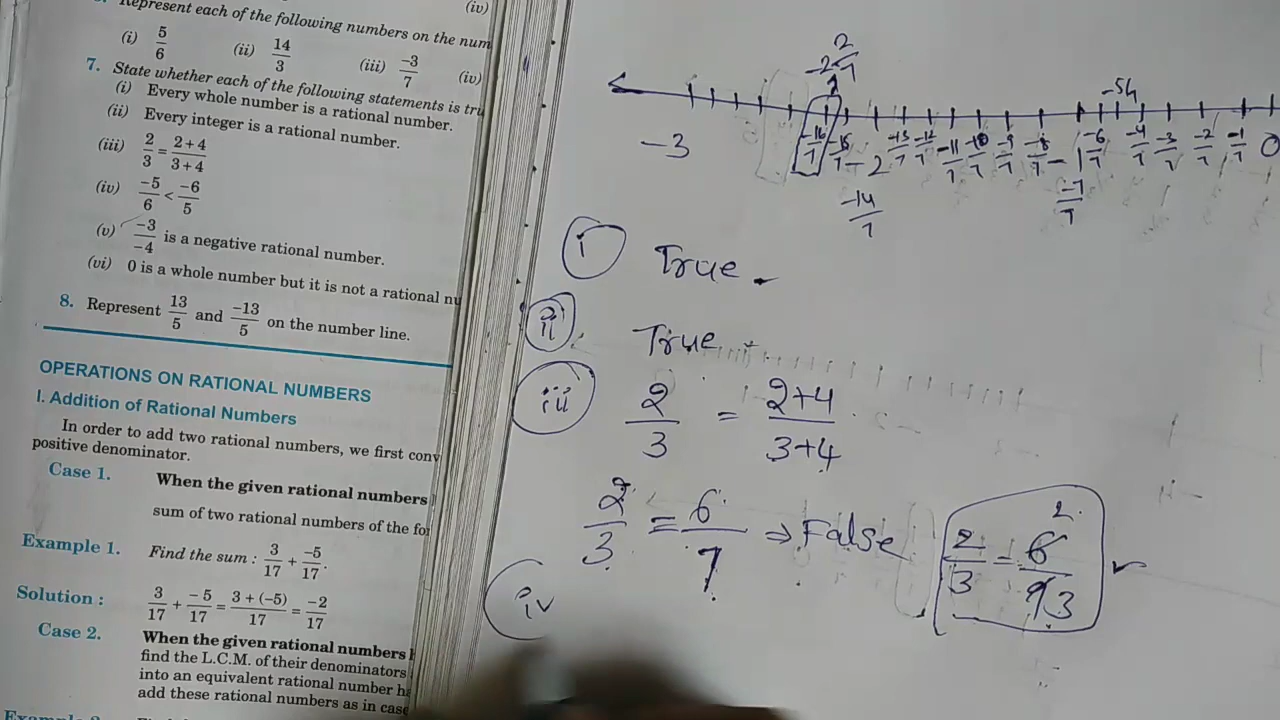 Represent each of the following numbers on the num
(iv)
(i) 5/6 (ii) 14/3 (iii) -3/7 (iv)
7. State whether each of the following statements is tru
(i) Every whole number is a rational number.
(ii) Every integer is a rational number.
(iii) 2/3 = 2+4/3+4
(iv) -5/6 < -6/5
(v) -3/-4 is a negative rational number.
(vi) 0 is a whole number but it is not a rational nu
8. Represent 13/5 and -13/5 on the number line.
OPERATIONS ON RATIONAL NUMBERS
I. Addition of Rational Numbers
In order to add two rational numbers, we first conv
positive denominator.
Case 1. When the given rational numbers
sum of two rational numbers of the fo
Example 1. Find the sum : 3/17 + -5/17.
Solution : 3/17 + -5/17 = 3+(-5)/17 = -2/17
Case 2. When the given rational numbers
find the L.C.M. of their denominators
into an equivalent rational number ha
add these rational numbers as in case
-2 2/7
-54
-3 -16/7 -15/7 -2 -13/7 -12/7 -11/7 -10/7 -9/7 -8/7 -1 -6/7 -4/7 -3/7 -2/7 -1/7 0
-14/7 -7/7
i True.
ii True.
iii 2/3 = 2+4/3+4
2/3 = 6/7 ⇒ False 2/3 = 6 2/9 3
iv